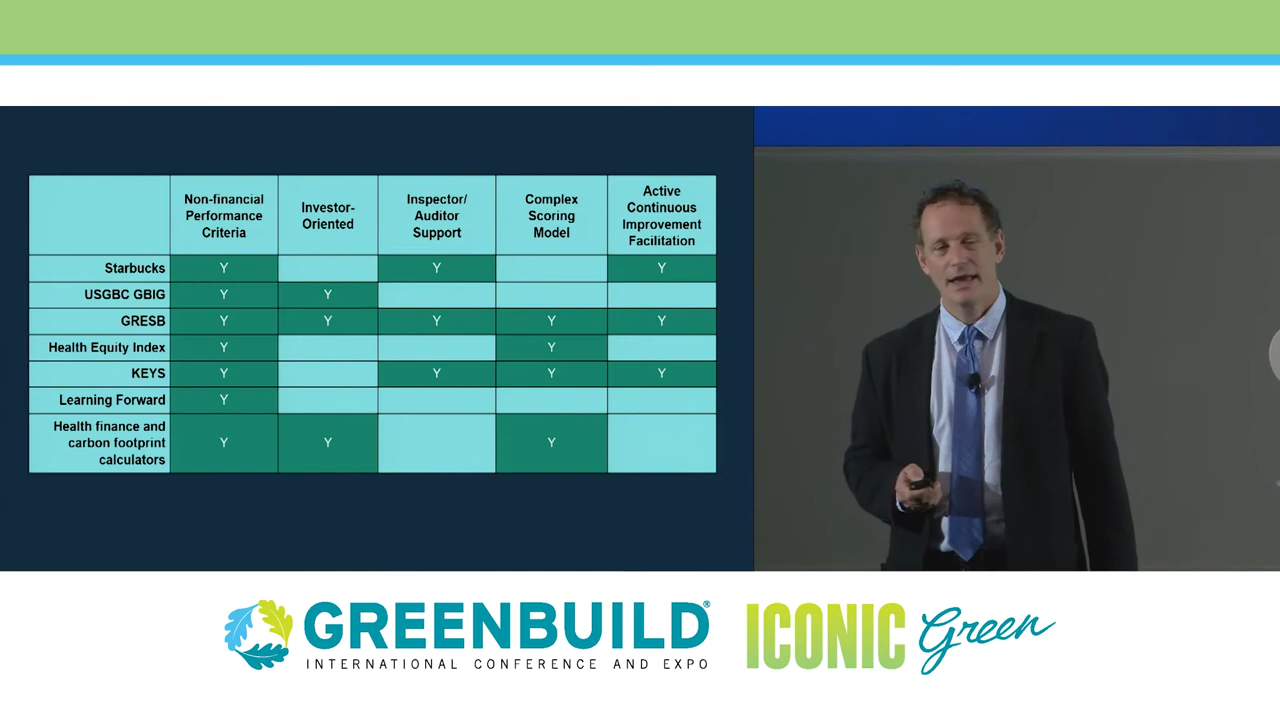 Non-financial
Performance
Criteria
Investor-
Oriented
Inspector/
Auditor
Support
Complex
Scoring
Model
Active
Continuous
Improvement
Facilitation
Starbucks Y Y Y
USGBC GBIG Y Y
GRESB Y Y Y Y Y
Health Equity Index Y Y
KEYS Y Y Y Y
Learning Forward Y
Health finance and
carbon footprint
calculators
Y Y Y
GREENBUILD®
INTERNATIONAL CONFERENCE AND EXPO
ICONIC Green